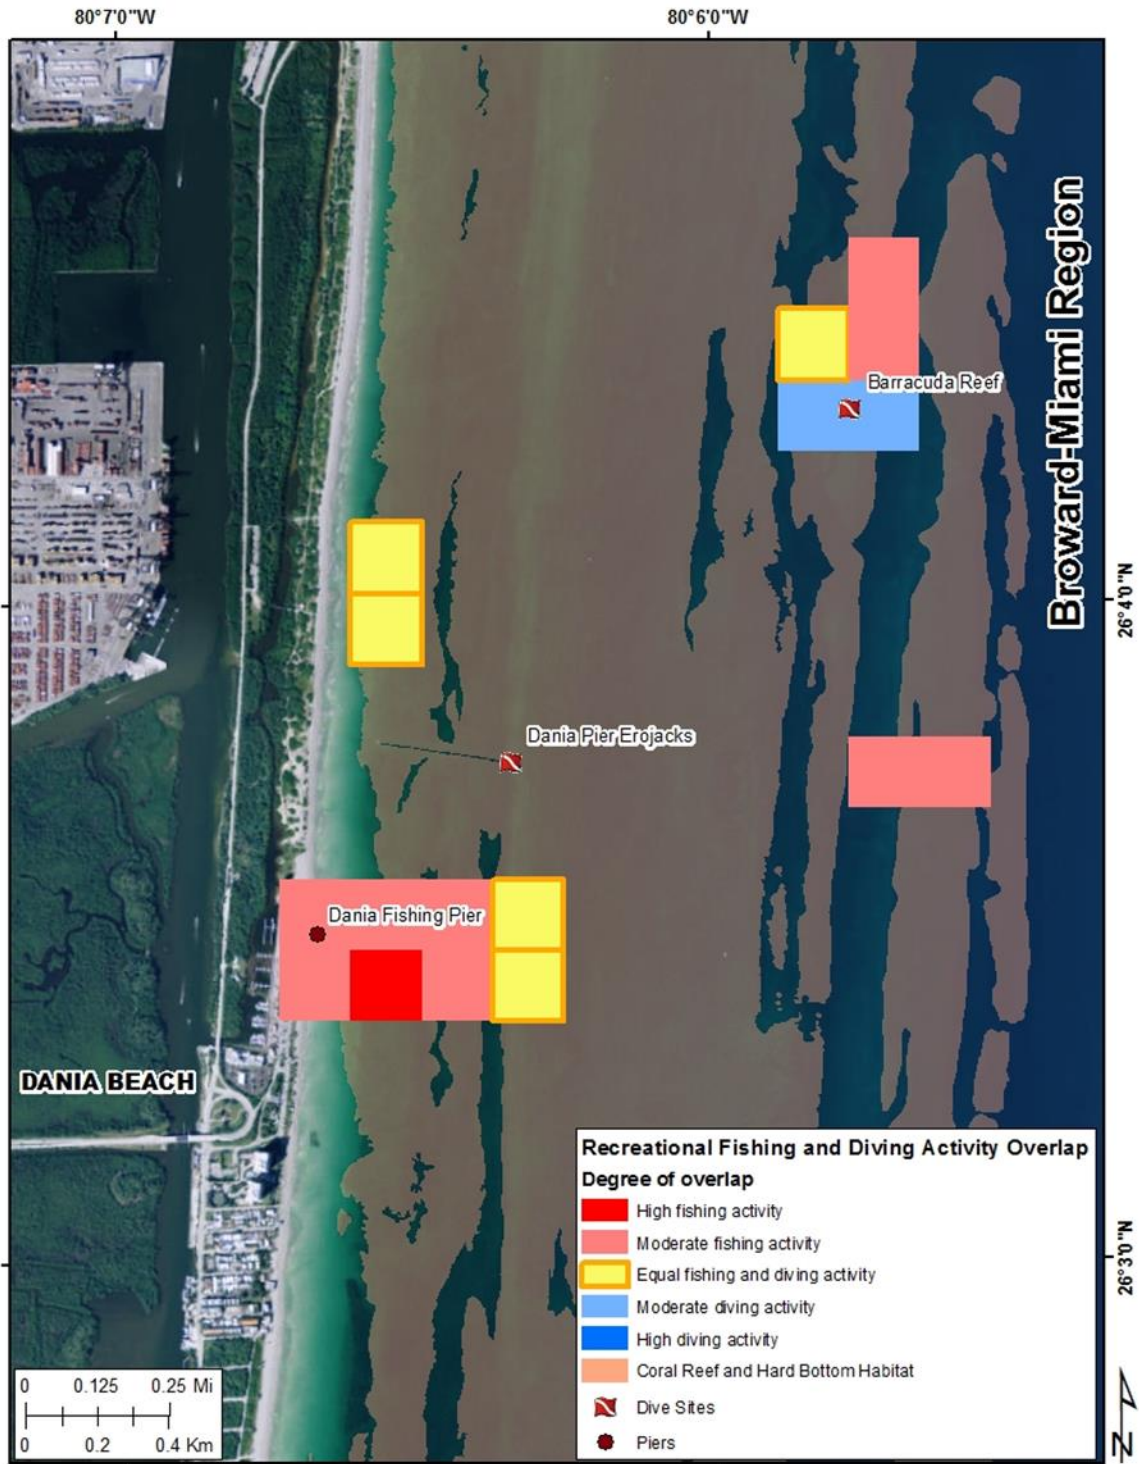 80°7'0"W
80°6'0"W
Broward-Miami Region
Barracuda Reef
26°4'0"N
Dania Pier Erojacks
Dania Fishing Pier
DANIA BEACH
26°3'0"N
Recreational Fishing and Diving Activity Overlap
Degree of overlap
High fishing activity
Moderate fishing activity
Equal fishing and diving activity
Moderate diving activity
High diving activity
Coral Reef and Hard Bottom Habitat
Dive Sites
Piers
0 0.125 0.25 Mi
0 0.2 0.4 Km
N